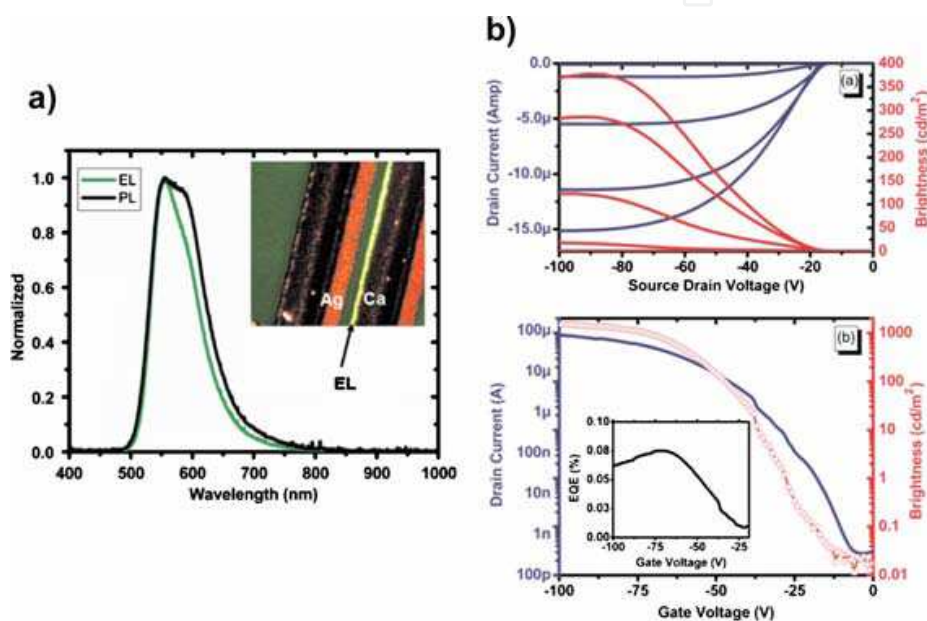 a)
EL
PL
Normalized
1.0
0.8
0.6
0.4
0.2
0.0
400 500 600 700 800 900 1000
Wavelength (nm)
Ag Ca
EL
b)
(a)
Drain Current (Amp)
0.0
-5.0µ
-10.0µ
-15.0µ
Brightness (cd/m²)
400
350
300
250
200
150
100
50
0
-100 -80 -60 -40 -20 0
Source Drain Voltage (V)
(b)
Drain Current (A)
100µ
10µ
1µ
100n
10n
1n
100p
Brightness (cd/m²)
1000
100
10
1
0.1
0.01
EQE (%)
0.10
0.08
0.05
0.03
0.00
-100 -75 -50 -25
Gate Voltage (V)
-100 -75 -50 -25 0
Gate Voltage (V)